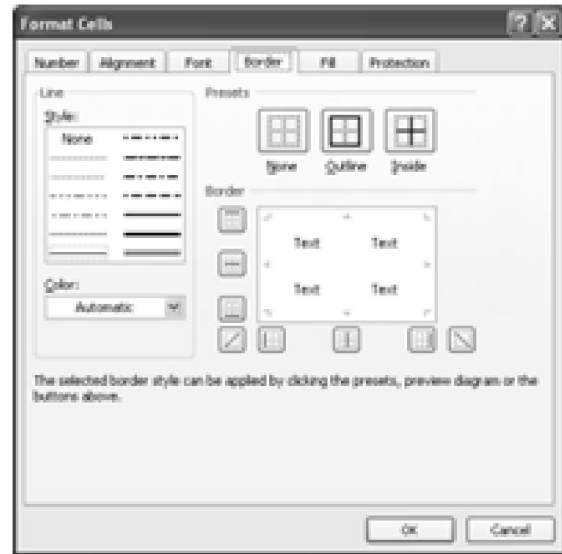 Format Cells
Number Alignment Font Border Fill Protection
Line
Style:
None
Color:
Automatic
Presets
None Outline Inside
Border
Text Text
Text Text
The selected border style can be applied by clicking the presets, preview diagram or the
buttons above.
OK Cancel